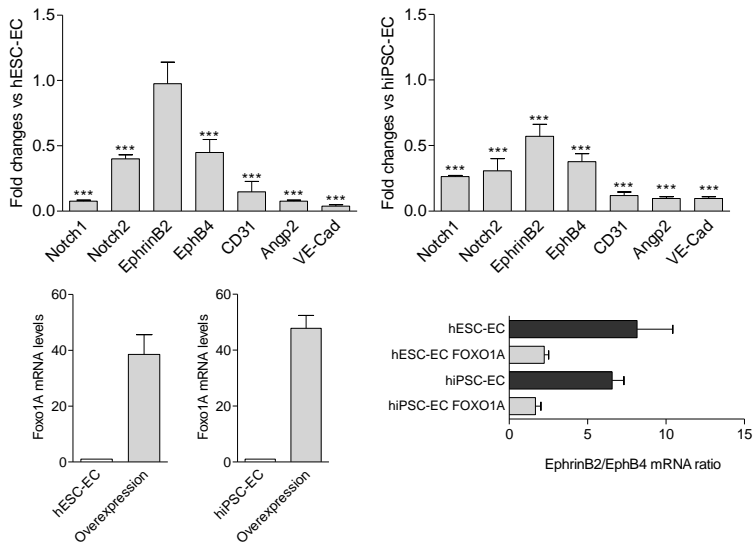 Fold changes vs hESC-EC
1.5
1.0
0.5
0.0
***
***
***
***
***
***
Notch1
Notch2
EphrinB2
EphB4
CD31
Angp2
VE-Cad
Fold changes vs hiPSC-EC
1.5
1.0
0.5
0.0
***
***
***
***
***
***
***
Notch1
Notch2
EphrinB2
EphB4
CD31
Angp2
VE-Cad
Foxo1A mRNA levels
60
40
20
0
hESC-EC
Overexpression
Foxo1A mRNA levels
60
40
20
0
hiPSC-EC
Overexpression
hESC-EC
hESC-EC FOXO1A
hiPSC-EC
hiPSC-EC FOXO1A
0
5
10
15
EphrinB2/EphB4 mRNA ratio